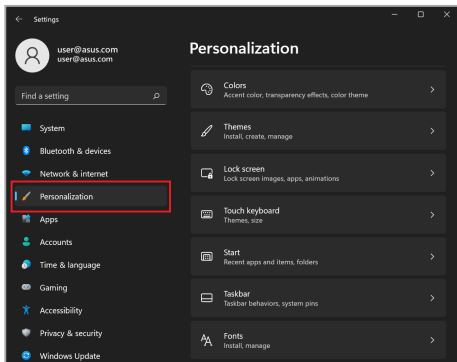 Settings
user@asus.com
user@asus.com
Find a setting
System
Bluetooth & devices
Network & internet
Personalization
Apps
Accounts
Time & language
Gaming
Accessibility
Privacy & security
Windows Update
Personalization
Colors
Accent color, transparency effects, color theme
Themes
Install, create, manage
Lock screen
Lock screen images, apps, animations
Touch keyboard
Themes, size
Start
Recent apps and items, folders
Taskbar
Taskbar behaviors, system pins
Fonts
Install, manage